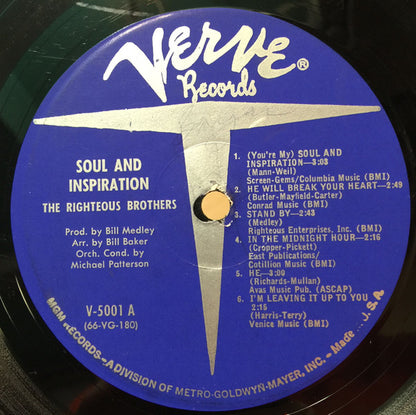 VERVE®
Records
SOUL AND
INSPIRATION
THE RIGHTEOUS BROTHERS
Prod. by Bill Medley
Arr. by Bill Baker
Orch. Cond. by
Michael Patterson
V-5001 A
(66-VG-180)
1. (You're My) SOUL AND
INSPIRATION—3:03
(Mann-Weil)
Screen-Gems/Columbia Music (BMI)
2. HE WILL BREAK YOUR HEART—2:49
(Butler-Mayfield-Carter)
Conrad Music (BMI)
3. STAND BY—2:43
(Medley)
Righteous Enterprises, Inc. (BMI)
4. IN THE MIDNIGHT HOUR—2:16
(Cropper-Pickett)
East Publications/
Cotillion Music (BMI)
5. HE—3:00
(Richards-Mullan)
Avas Music Pub. (ASCAP)
6. I'M LEAVING IT UP TO YOU
2:16
(Harris-Terry)
Venice Music (BMI)
MGM RECORDS—A DIVISION OF METRO-GOLDWYN-MAYER, INC.—Made U.S.A.